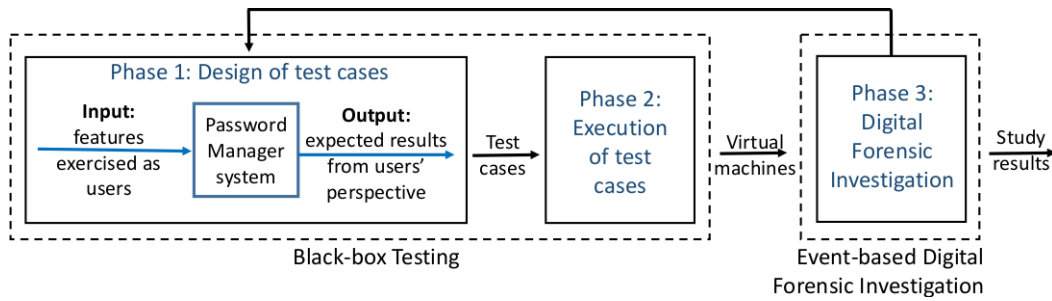 Phase 1: Design of test cases
Input:
features
exercised as
users
Password
Manager
system
Output:
expected results
from users’
perspective
Test
cases
Phase 2:
Execution
of test
cases
Virtual
machines
Phase 3:
Digital
Forensic
Investigation
Study
results
Black-box Testing
Event-based Digital
Forensic Investigation